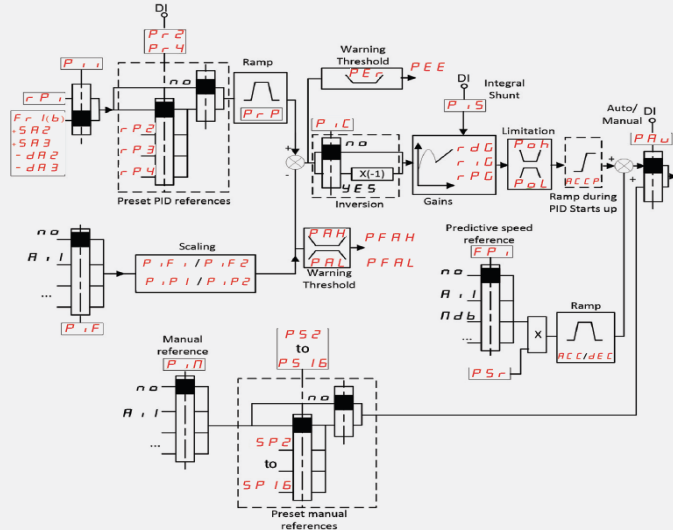 DI
Pr2
Pr4
Pii
no
Ramp
PrP
rPi
Fr1(b)
+SA2
+SA3
-dA2
-dA3
rP2
rP3
rP4
Preset PID references
+
-
Warning
Threshold
PEr
PEE
PiC
no
X(-1)
YES
Inversion
DI
Integral
Shunt
PiS
rdG
riG
rPG
Gains
Limitation
PoH
PoL
ACCP
Ramp during
PID Starts up
+
+
Auto/
Manual
DI
PAu
no
Ai1
...
PiF
Scaling
PiF1/PiF2
PiP1/PiP2
PAH
PAL
Warning
Threshold
PFAH
PFAL
Predictive speed
reference
FPi
no
Ai1
Ndb
...
X
PSr
Ramp
ACC/dEC
Manual
reference
PiM
no
Ai1
...
PS2
to
PS16
no
SP2
to
SP16
Preset manual
references